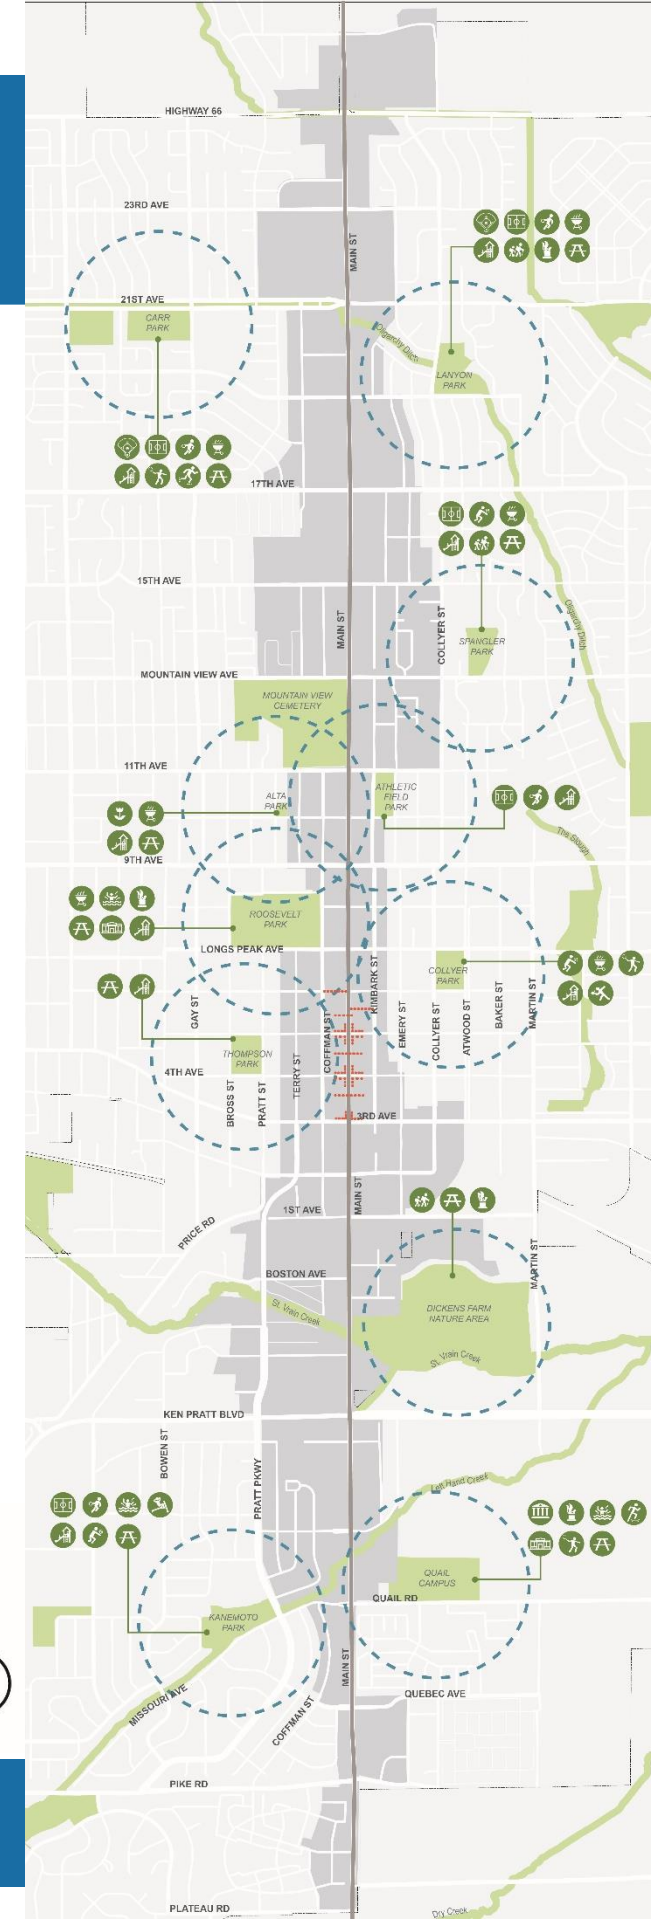 HIGHWAY 66
23RD AVE
MAIN ST
21ST AVE
CARR
PARK
Oligarchy Ditch
LANYON
PARK
17TH AVE
15TH AVE
MAIN ST
COLLYER ST
Oligarchy Ditch
SPANGLER
PARK
MOUNTAIN VIEW AVE
MOUNTAIN VIEW
CEMETERY
11TH AVE
ALTA
PARK
ATHLETIC
FIELD
PARK
The Slough
9TH AVE
ROOSEVELT
PARK
LONGS PEAK AVE
COLLYER
PARK
GAY ST
COFFMAN ST
KIMBARK ST
EMERY ST
COLLYER ST
ATWOOD ST
BAKER ST
MARTIN ST
THOMPSON
PARK
4TH AVE
BROSS ST
PRATT ST
TERRY ST
3RD AVE
MAIN ST
1ST AVE
PRICE RD
MARTIN ST
BOSTON AVE
St. Vrain Creek
DICKENS FARM
NATURE AREA
St. Vrain Creek
KEN PRATT BLVD
BOWEN ST
PRATT PKWY
Left Hand Creek
QUAIL
CAMPUS
QUAIL RD
KANEMOTO
PARK
MAIN ST
MISSOURI AVE
COFFMAN ST
QUEBEC AVE
PIKE RD
PLATEAU RD
Dry Creek